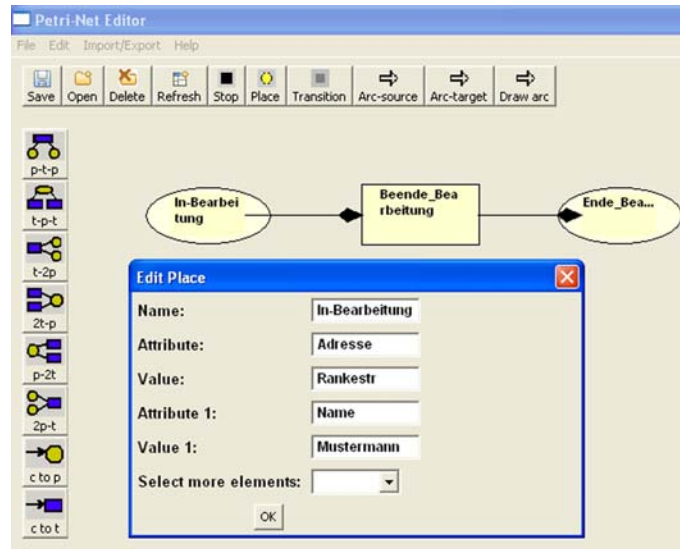 Petri-Net Editor
File Edit Import/Export Help
Save Open Delete Refresh Stop Place Transition Arc-source Arc-target Draw arc
p-t-p
t-p-t
t-2p
2t-p
p-2t
2p-t
c to p
c to t
In-Bearbei
tung
Beende_Bea
rbeitung
Ende_Bea...
Edit Place
Name: In-Bearbeitung
Attribute: Adresse
Value: Rankestr
Attribute 1: Name
Value 1: Mustermann
Select more elements:
OK